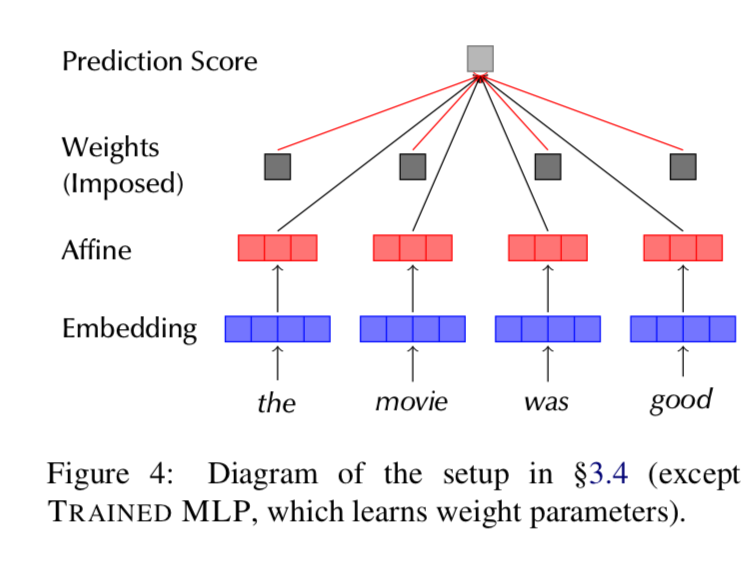 Prediction Score
Weights
(Imposed)
Affine
Embedding
the movie was good
Figure 4: Diagram of the setup in §3.4 (except
TRAINED MLP, which learns weight parameters).